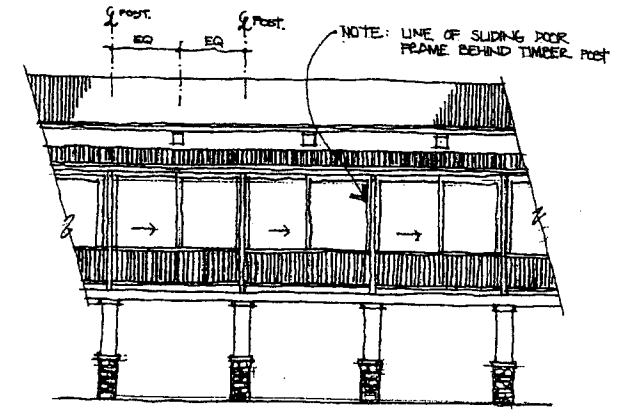 ℄ POST.
℄ POST.
EQ
EQ
NOTE: LINE OF SLIDING DOOR
FRAME BEHIND TIMBER POST